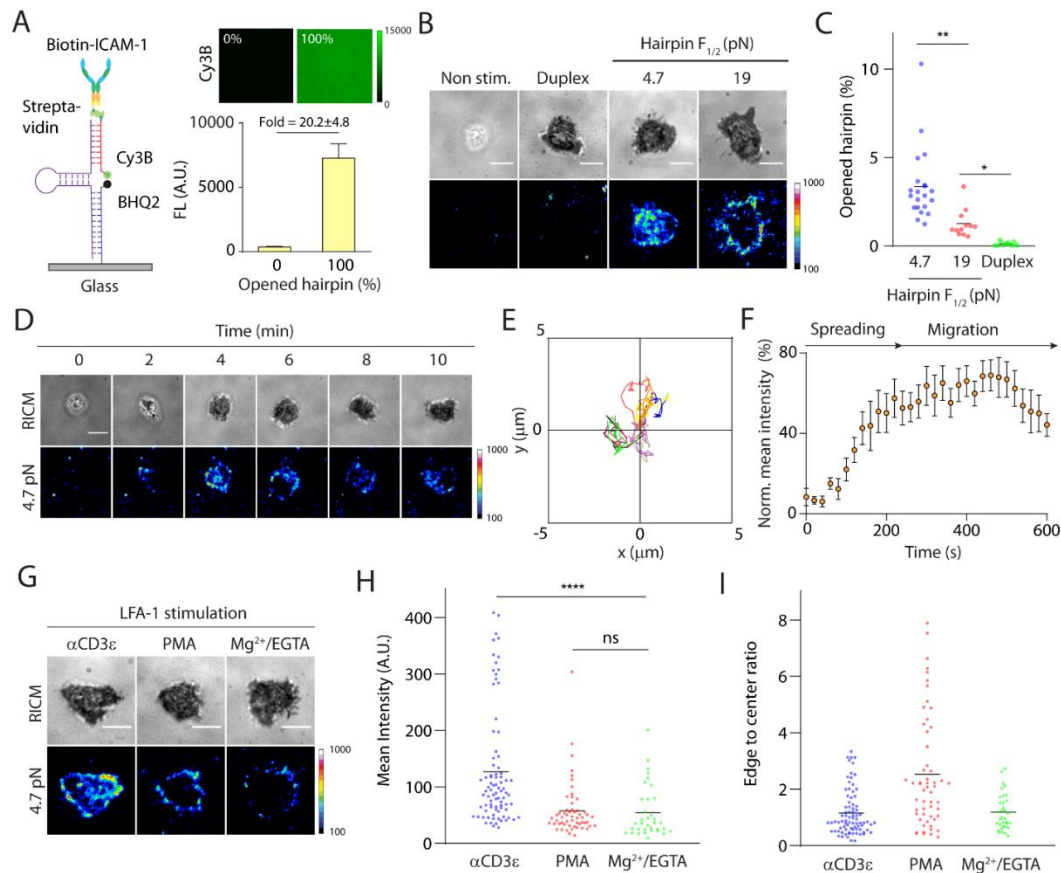 A
Biotin-ICAM-1
Strepta-
vidin
Cy3B
BHQ2
Glass
Cy3B
0%
100%
15000
0
Fold = 20.2±4.8
10000
5000
0
FL (A.U.)
0
100
Opened hairpin (%)
B
Hairpin F1/2 (pN)
Non stim.
Duplex
4.7
19
1000
100
C
**
*
10
5
0
Opened hairpin (%)
4.7
19
Duplex
Hairpin F1/2 (pN)
D
Time (min)
0
2
4
6
8
10
RICM
4.7 pN
1000
100
E
5
y (μm)
0
-5
0
5
x (μm)
F
Spreading
Migration
80
40
0
Norm. mean intensity (%)
0
200
400
600
Time (s)
G
LFA-1 stimulation
αCD3ε
PMA
Mg2+/EGTA
RICM
4.7 pN
1000
100
H
****
ns
400
300
200
100
0
Mean Intensity (A.U.)
αCD3ε
PMA
Mg2+/EGTA
I
8
6
4
2
0
Edge to center ratio
αCD3ε
PMA
Mg2+/EGTA